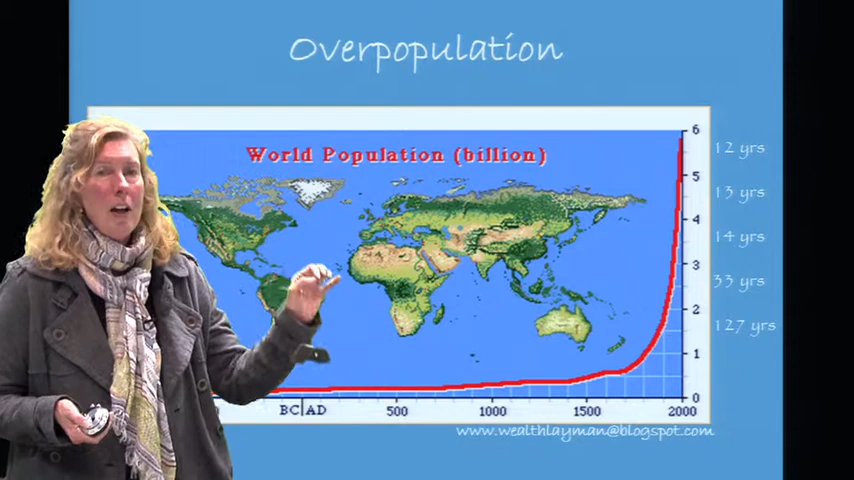 Overpopulation
World Population (billion)
6
12 yrs
5
13 yrs
4
14 yrs
3
33 yrs
2
127 yrs
1
0
BC|AD 500 1000 1500 2000
www.wealthlayman@blogspot.com